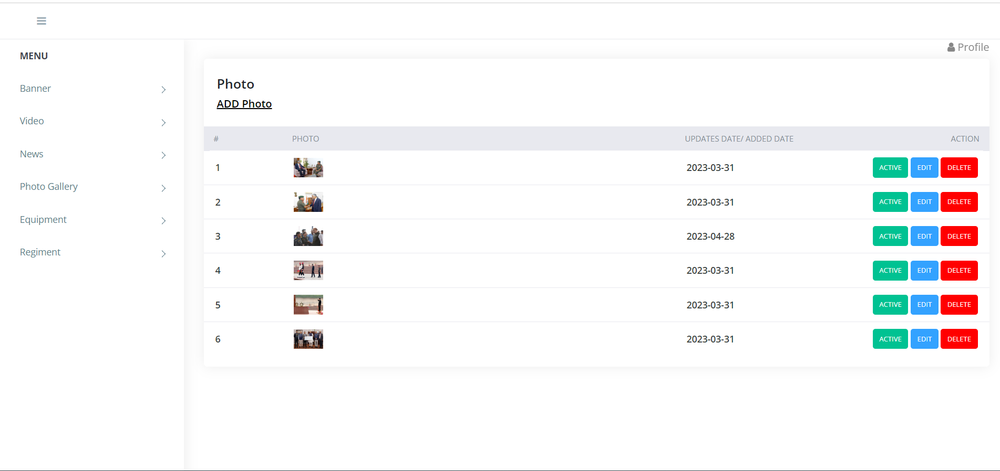 Profile
MENU
Banner
Video
News
Photo Gallery
Equipment
Regiment
Photo
ADD Photo
# PHOTO UPDATES DATE/ ADDED DATE ACTION
1 2023-03-31 ACTIVE EDIT DELETE
2 2023-03-31 ACTIVE EDIT DELETE
3 2023-04-28 ACTIVE EDIT DELETE
4 2023-03-31 ACTIVE EDIT DELETE
5 2023-03-31 ACTIVE EDIT DELETE
6 2023-03-31 ACTIVE EDIT DELETE